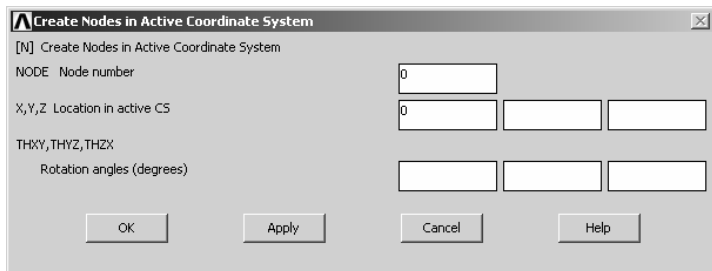 Create Nodes in Active Coordinate System
[N] Create Nodes in Active Coordinate System
NODE Node number 0
X,Y,Z Location in active CS 0
THXY,THYZ,THZX
Rotation angles (degrees)
OK Apply Cancel Help